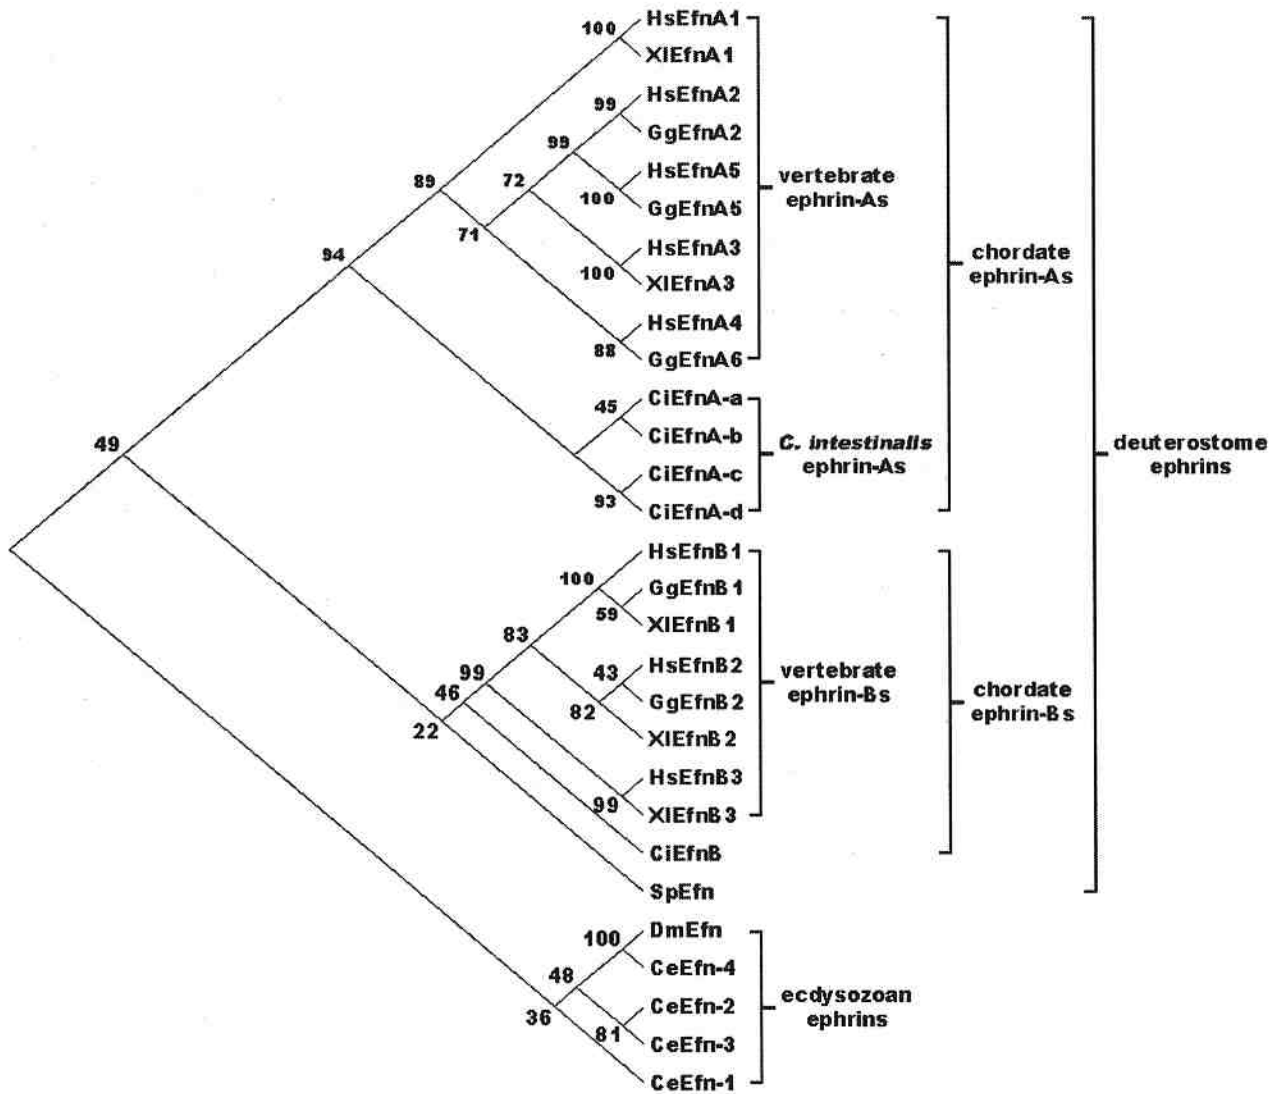 HsEfnA1
100
XlEfnA1
HsEfnA2
99
GgEfnA2
99
HsEfnA5
vertebrate
89
72
100
ephrin-As
GgEfnA5
71
HsEfnA3
chordate
94
100
ephrin-As
XlEfnA3
HsEfnA4
88
GgEfnA6
CiEfnA-a
45
CiEfnA-b
49
C. intestinalis
deuterostome
ephrin-As
ephrins
CiEfnA-c
93
CiEfnA-d
HsEfnB1
100
GgEfnB1
59
XlEfnB1
83
HsEfnB2
99
43
vertebrate
46
ephrin-Bs
chordate
GgEfnB2
82
ephrin-Bs
22
XlEfnB2
HsEfnB3
99
XlEfnB3
CiEfnB
SpEfn
DmEfn
100
CeEfn-4
48
ecdysozoan
CeEfn-2
36
ephrins
81
CeEfn-3
CeEfn-1